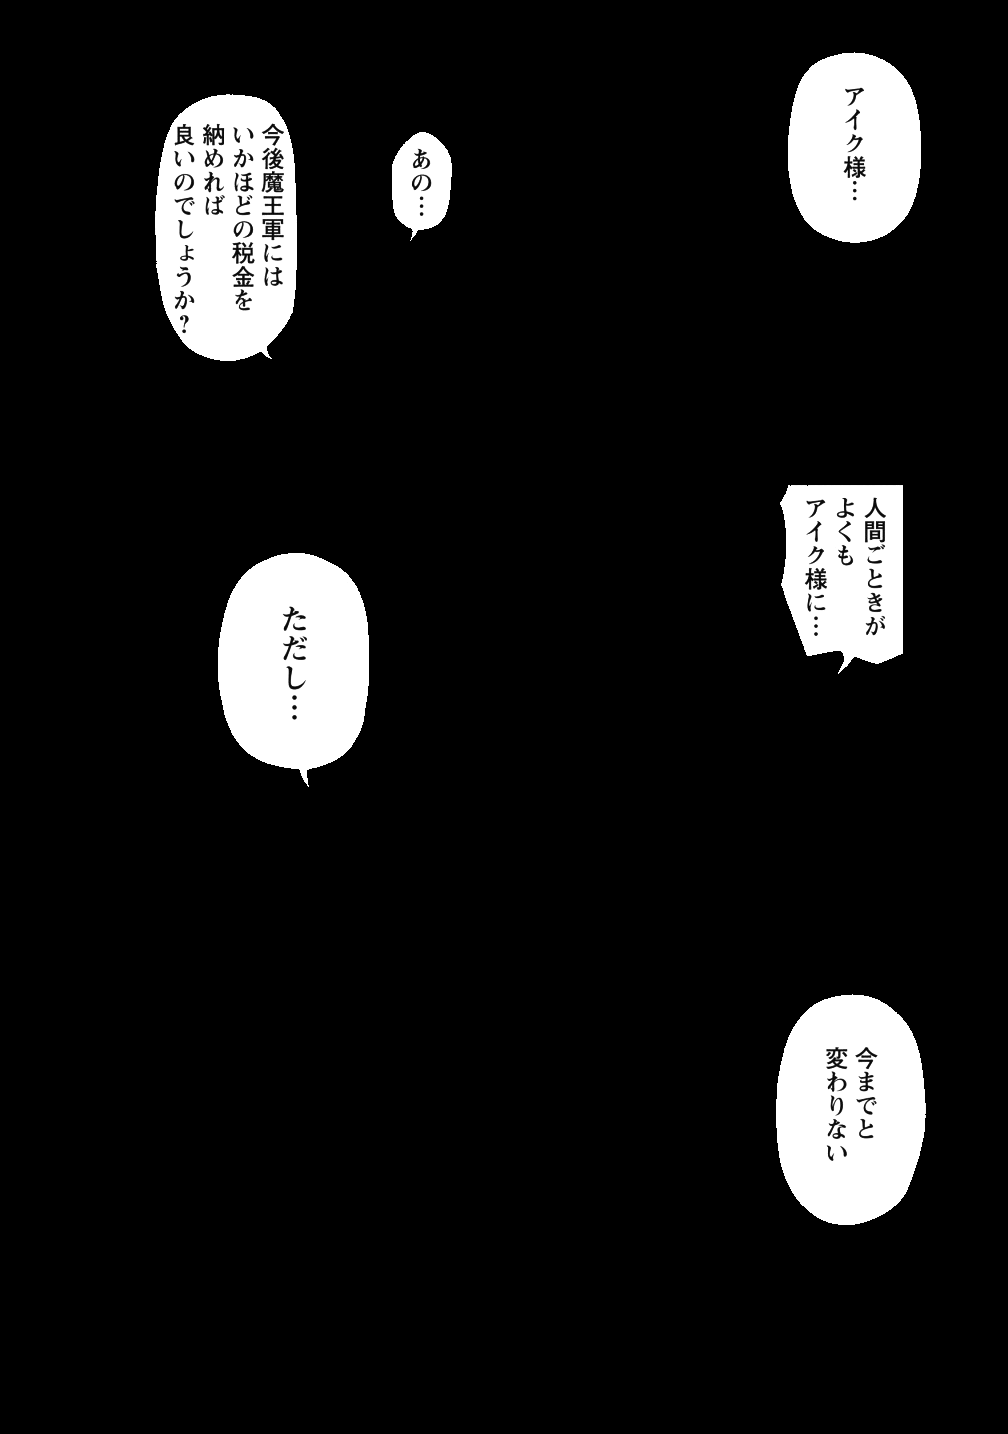 アイク様…
あの…
今後魔王軍には
いかほどの税金を
納めれば
良いのでしょうか?
人間ごときが
よくも
アイク様に…
ただし…
今までと
変わりない